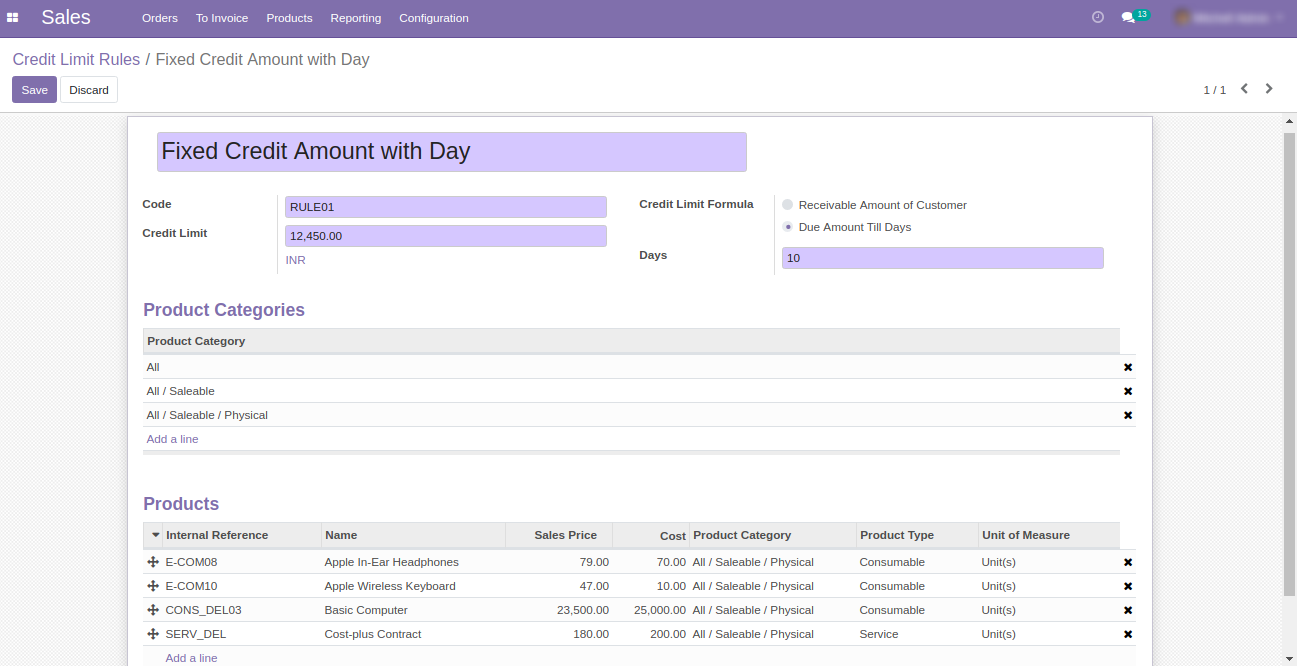 Sales Orders To Invoice Products Reporting Configuration 13
Credit Limit Rules / Fixed Credit Amount with Day
Save Discard 1 / 1
Fixed Credit Amount with Day
Code RULE01 Credit Limit Formula Receivable Amount of Customer
Due Amount Till Days
Credit Limit 12,450.00
INR Days 10
Product Categories
Product Category
All
All / Saleable
All / Saleable / Physical
Add a line
Products
Internal Reference Name Sales Price Cost Product Category Product Type Unit of Measure
E-COM08 Apple In-Ear Headphones 79.00 70.00 All / Saleable / Physical Consumable Unit(s)
E-COM10 Apple Wireless Keyboard 47.00 10.00 All / Saleable / Physical Consumable Unit(s)
CONS_DEL03 Basic Computer 23,500.00 25,000.00 All / Saleable / Physical Consumable Unit(s)
SERV_DEL Cost-plus Contract 180.00 200.00 All / Saleable / Physical Service Unit(s)
Add a line